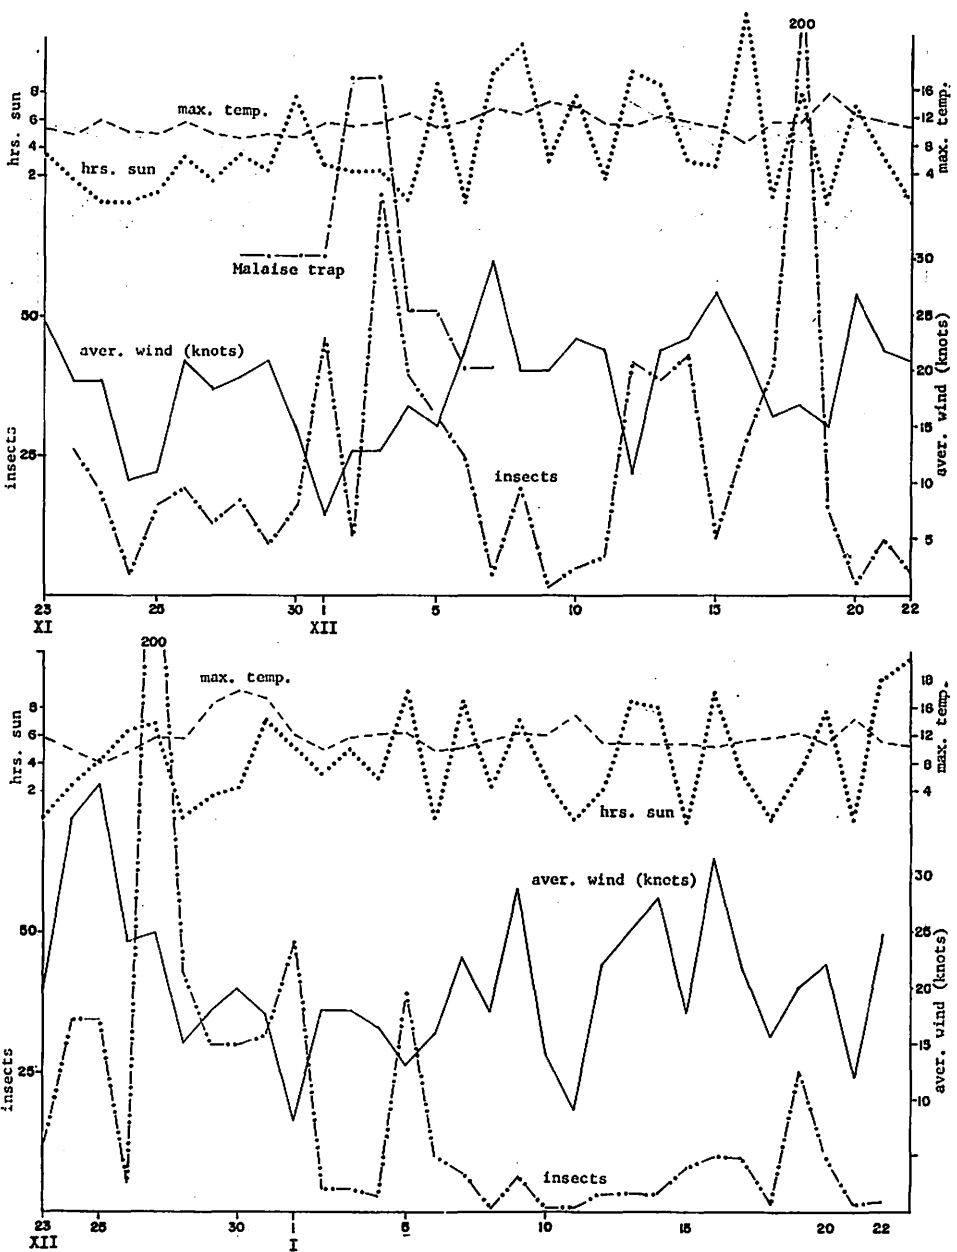 200
hrs. sun
8
6
4
2
max. temp.
hrs. sun
16
12
8
4
max. temp.
Malaise trap
50
25
insects
aver. wind (knots)
insects
30
25
20
15
10
5
aver. wind (knots)
23
25
30
1
5
10
15
20
22
XI
XII
200
hrs. sun
8
6
4
2
max. temp.
hrs. sun
18
16
12
8
4
max. temp.
50
25
insects
aver. wind (knots)
insects
30
25
20
15
10
aver. wind (knots)
23
25
30
1
5
10
15
20
22
XII
I